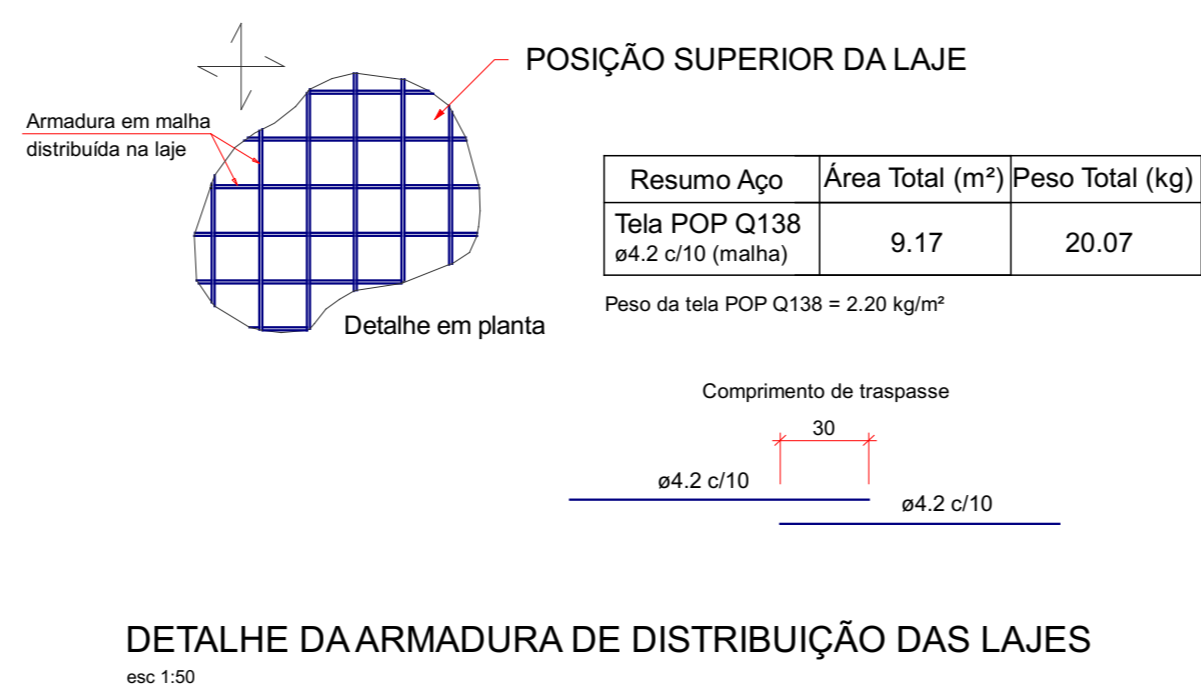 POSIÇÃO SUPERIOR DA LAJE
Armadura em malha
distribuída na laje
Detalhe em planta
Resumo Aço Área Total (m²) Peso Total (kg)
Tela POP Q138
ø4.2 c/10 (malha) 9.17 20.07
Peso da tela POP Q138 = 2.20 kg/m²
Comprimento de traspasse
30
ø4.2 c/10
ø4.2 c/10
DETALHE DA ARMADURA DE DISTRIBUIÇÃO DAS LAJES
esc 1:50